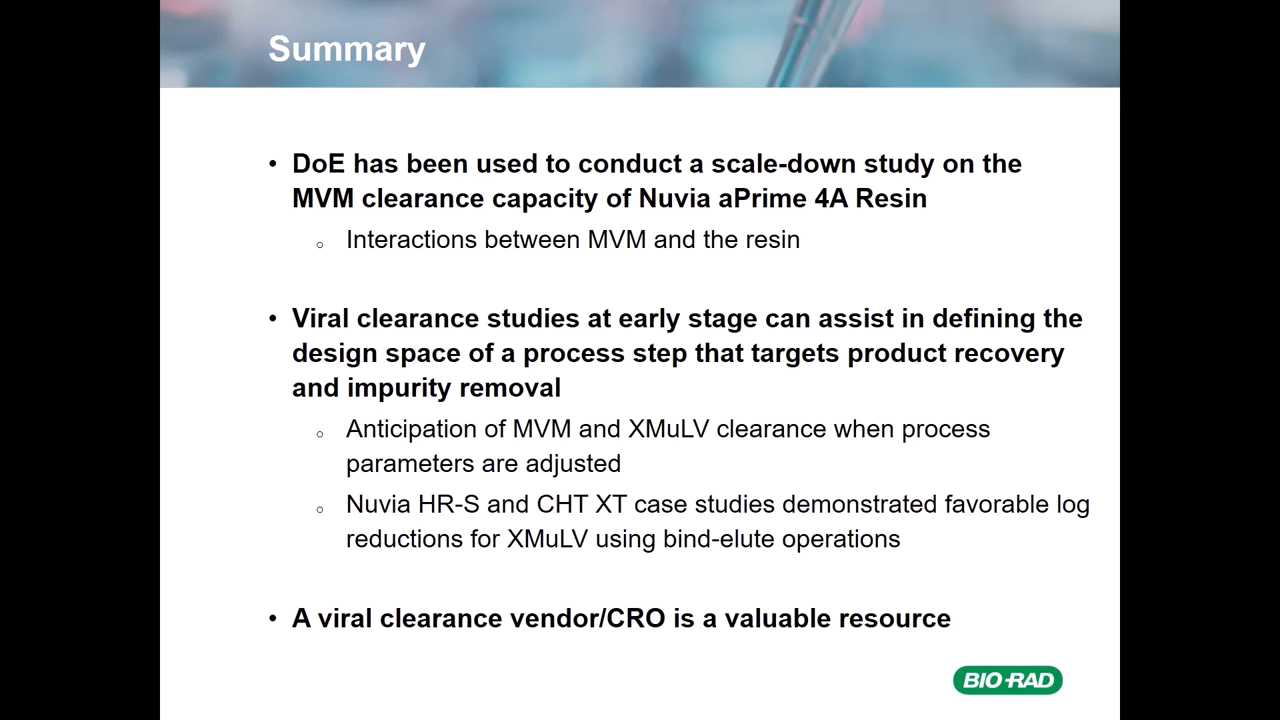 Summary
• DoE has been used to conduct a scale-down study on the
MVM clearance capacity of Nuvia aPrime 4A Resin
○ Interactions between MVM and the resin
• Viral clearance studies at early stage can assist in defining the
design space of a process step that targets product recovery
and impurity removal
○ Anticipation of MVM and XMuLV clearance when process
parameters are adjusted
○ Nuvia HR-S and CHT XT case studies demonstrated favorable log
reductions for XMuLV using bind-elute operations
• A viral clearance vendor/CRO is a valuable resource
BIO-RAD